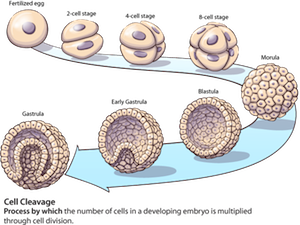 Fertilized egg
2-cell stage
4-cell stage
8-cell stage
Morula
Blastula
Early Gastrula
Gastrula
Cell Cleavage
Process by which the number of cells in a developing embryo is multiplied
through cell division.